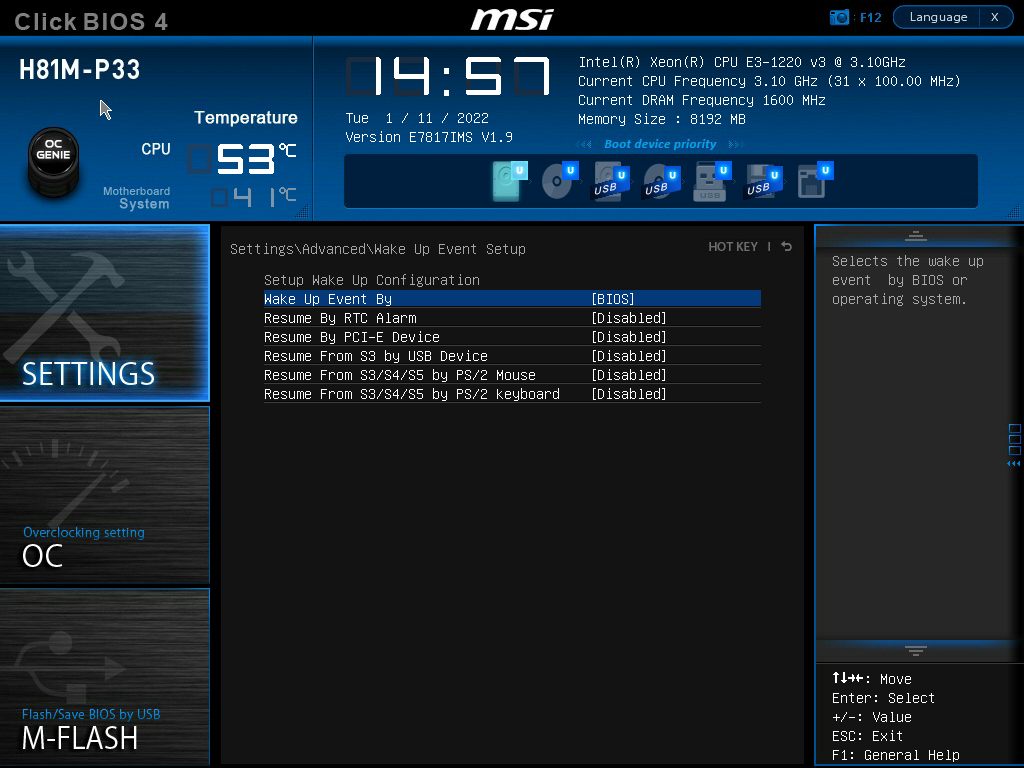 Click BIOS 4
msi
: F12
Language X
H81M-P33
OC
GENIE
Temperature
CPU 53°C
Motherboard
System 41°C
14:57
Tue 1 / 11 / 2022
Version E7817IMS V1.9
Intel(R) Xeon(R) CPU E3-1220 v3 @ 3.10GHz
Current CPU Frequency 3.10 GHz (31 x 100.00 MHz)
Current DRAM Frequency 1600 MHz
Memory Size : 8192 MB
Boot device priority
U U USB U USB U USB U USB U U
SETTINGS
Overclocking setting
OC
Flash/Save BIOS by USB
M-FLASH
Settings\Advanced\Wake Up Event Setup
HOT KEY |
Setup Wake Up Configuration
Wake Up Event By [BIOS]
Resume By RTC Alarm [Disabled]
Resume By PCI-E Device [Disabled]
Resume From S3 by USB Device [Disabled]
Resume From S3/S4/S5 by PS/2 Mouse [Disabled]
Resume From S3/S4/S5 by PS/2 keyboard [Disabled]
Selects the wake up
event by BIOS or
operating system.
↑↓→←: Move
Enter: Select
+/-: Value
ESC: Exit
F1: General Help